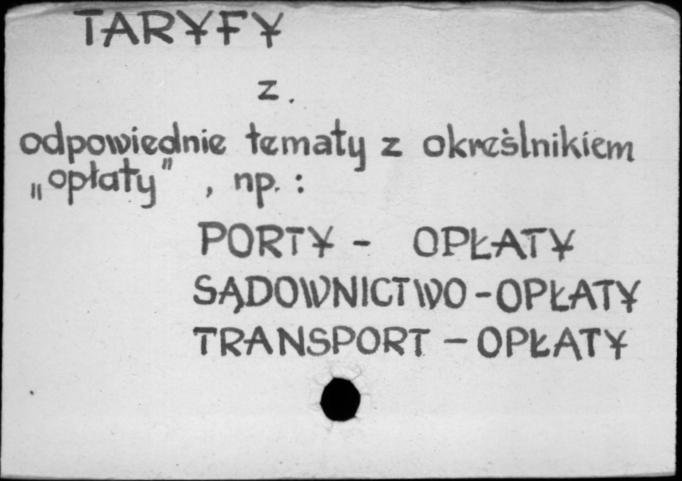 TARYFY
z.
odpowiednie tematy z określnikiem
„opłaty", np.:
PORTY - OPŁATY
SĄDOWNICTWO - OPŁATY
TRANSPORT - OPŁATY